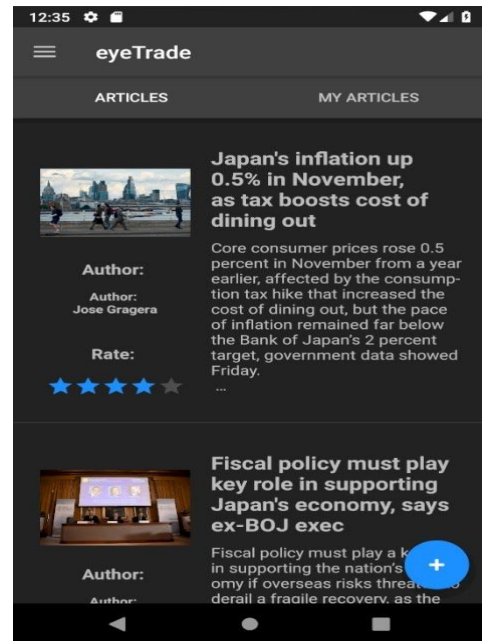 12:35
eyeTrade
ARTICLES
MY ARTICLES
Japan's inflation up
0.5% in November,
as tax boosts cost of
dining out
Core consumer prices rose 0.5
percent in November from a year
earlier, affected by the consump-
tion tax hike that increased the
cost of dining out, but the pace
of inflation remained far below
the Bank of Japan's 2 percent
target, government data showed
Friday.
...
Author:
Author:
Jose Gragera
Rate:
Fiscal policy must play
key role in supporting
Japan's economy, says
ex-BOJ exec
Fiscal policy must play a k
in supporting the nation's
omy if overseas risks threa
derail a fragile recovery, as the
Author:
Author:
+